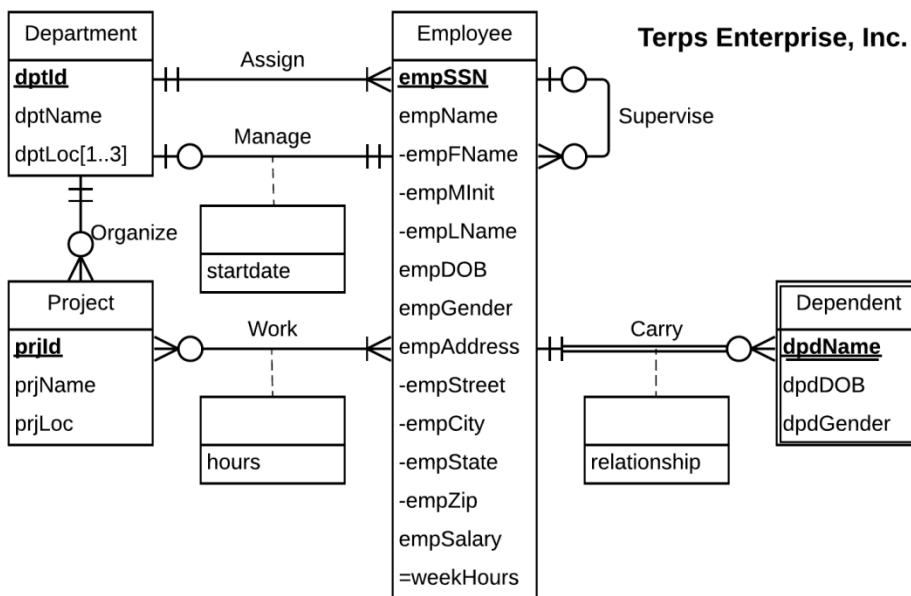 Terps Enterprise, Inc.
Department
dptId
dptName
dptLoc[1..3]
Assign
Manage
startdate
Organize
Project
prjId
prjName
prjLoc
Work
hours
Employee
empSSN
empName
-empFName
-empMInit
-empLName
empDOB
empGender
empAddress
-empStreet
-empCity
-empState
-empZip
empSalary
=weekHours
Supervise
Carry
relationship
Dependent
dpdName
dpdDOB
dpdGender